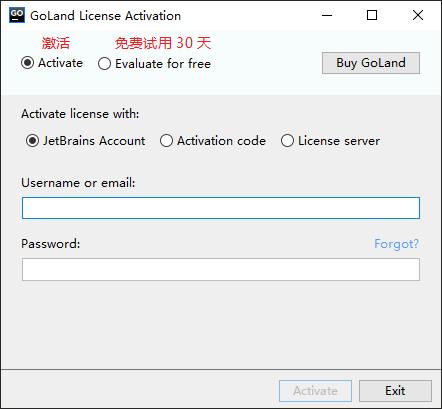 GO GoLand License Activation
激活 免费试用 30 天
Activate Evaluate for free Buy GoLand
Activate license with:
JetBrains Account Activation code License server
Username or email:
Password: Forgot?
Activate Exit